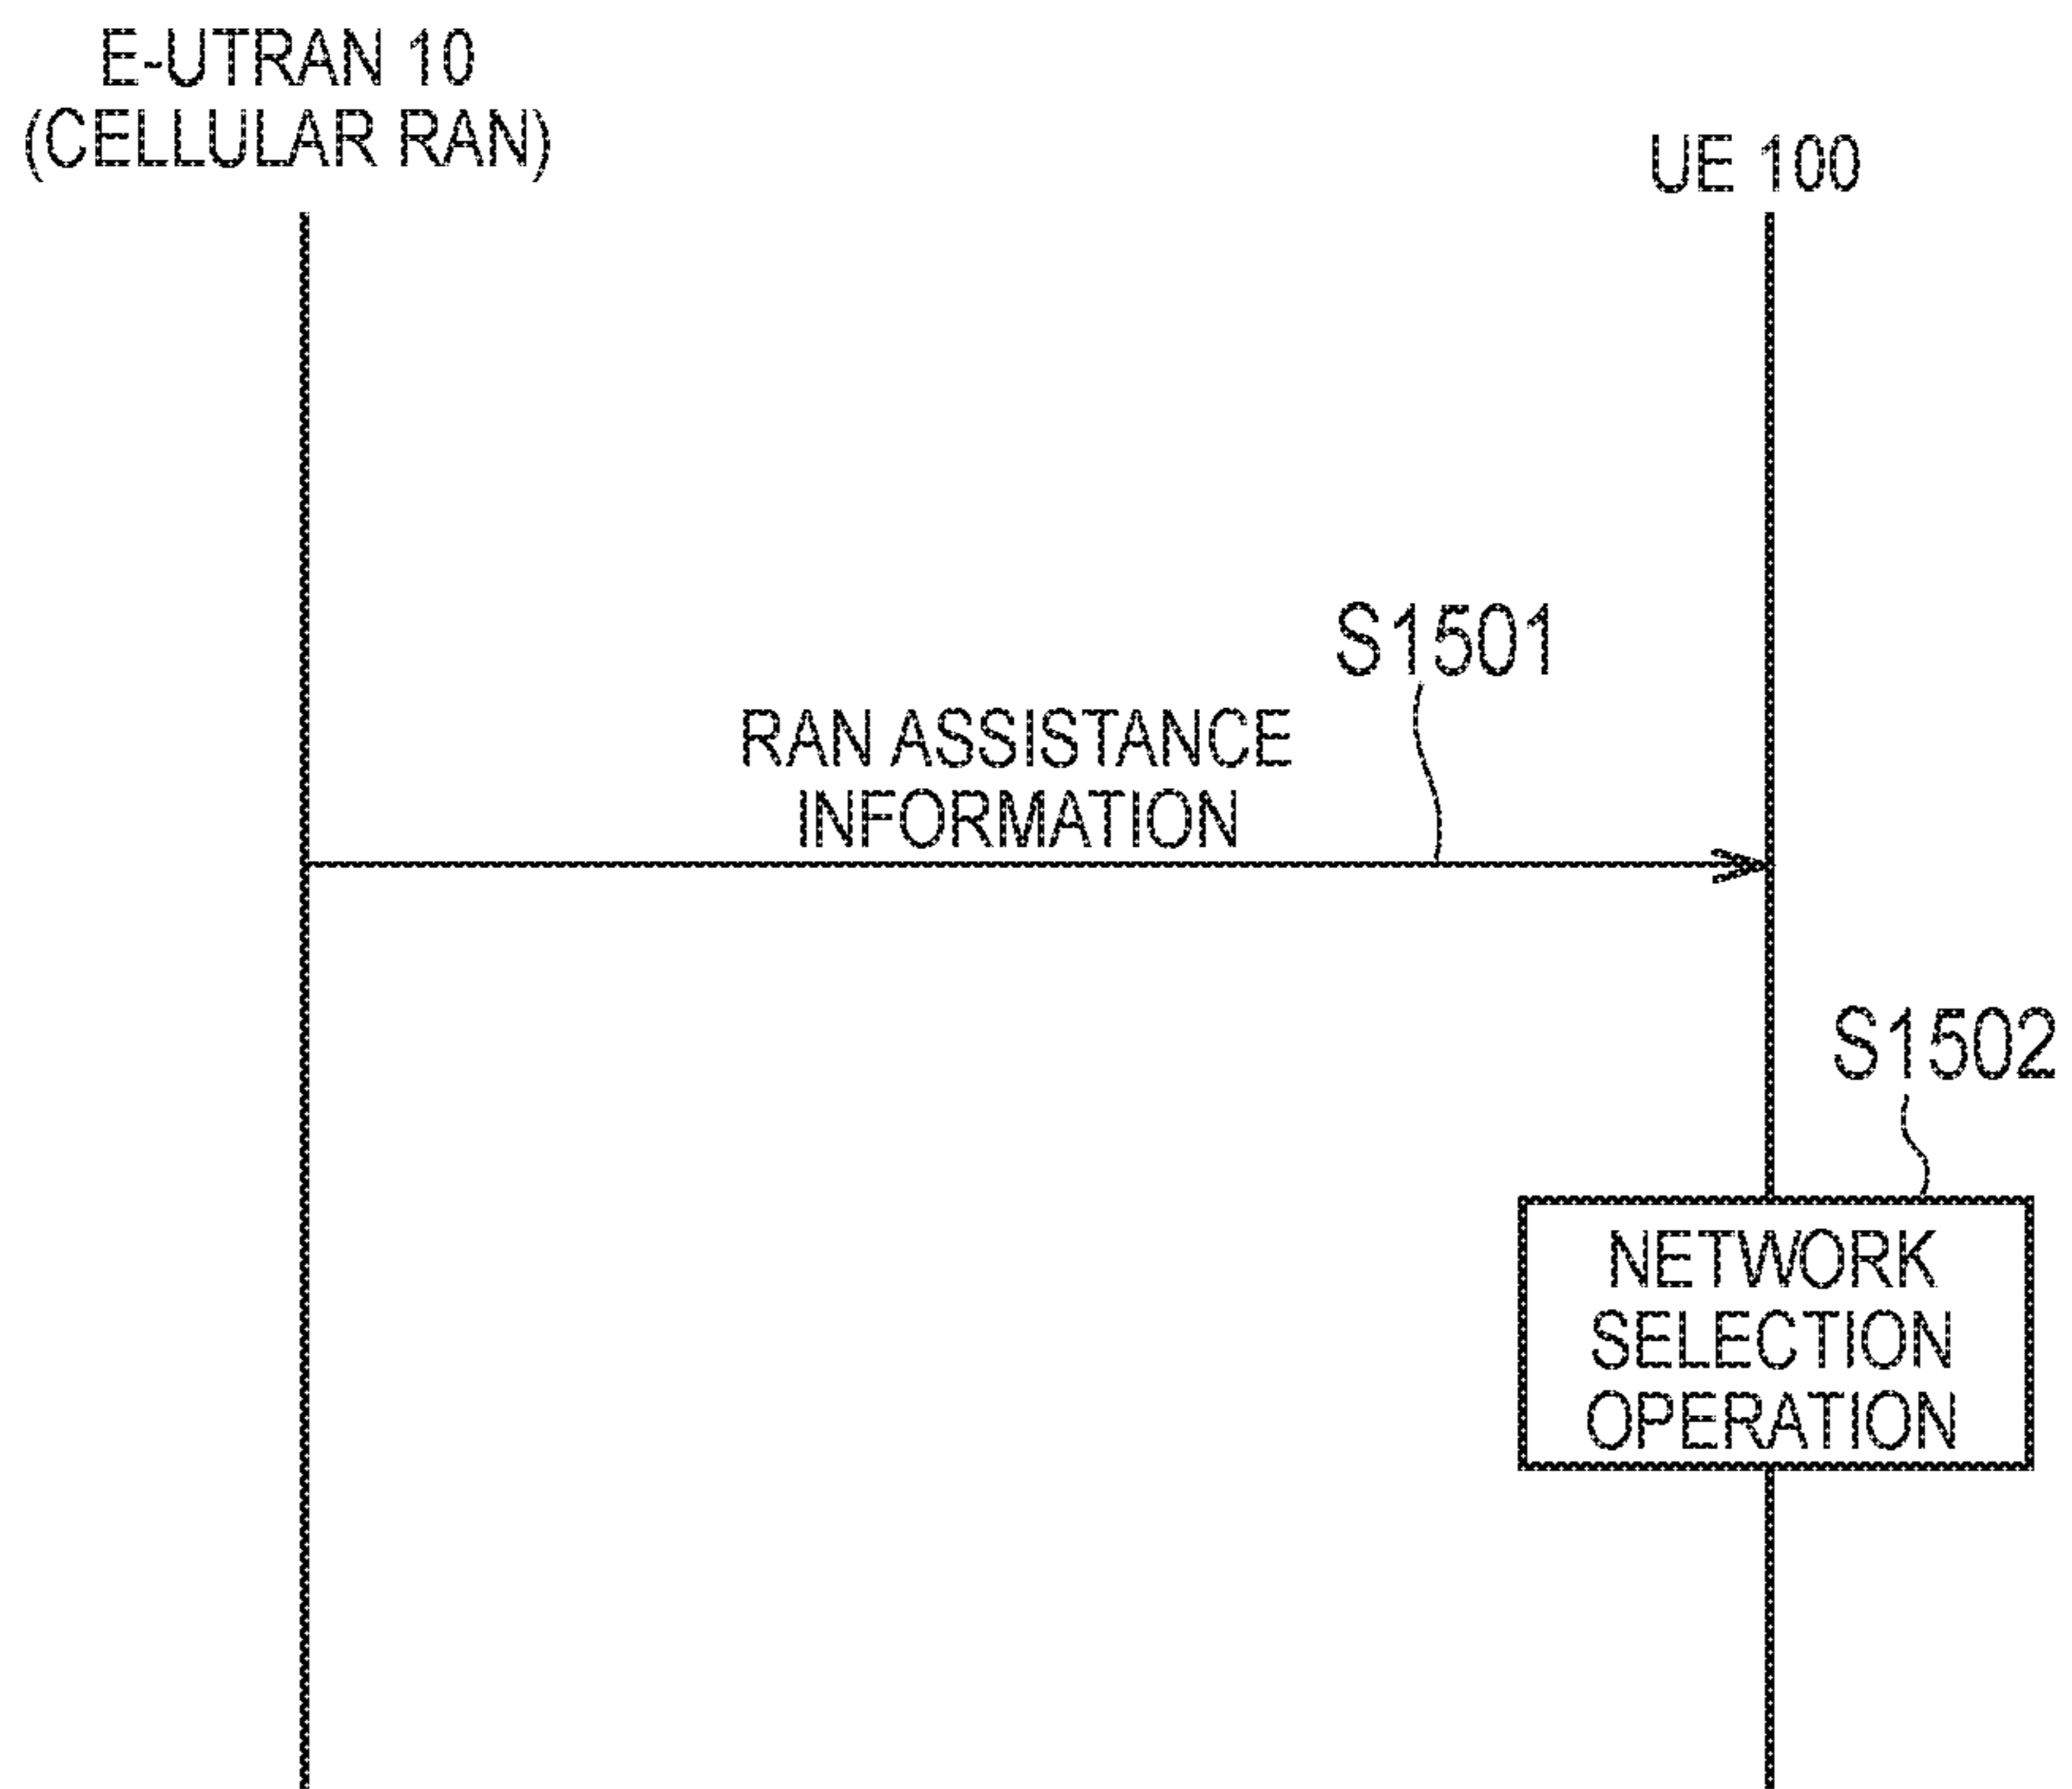 E-UTRAN 10
(CELLULAR RAN)
UE 100
S1501
RAN ASSISTANCE
INFORMATION
S1502
NETWORK
SELECTION
OPERATION